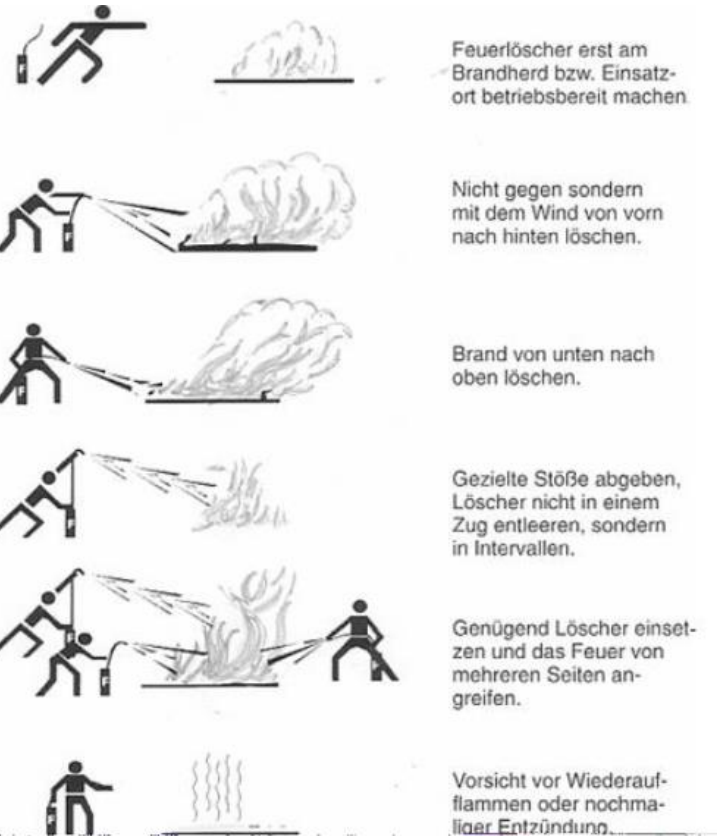 Feuerlöscher erst am
Brandherd bzw. Einsatz-
ort betriebsbereit machen
Nicht gegen sondern
mit dem Wind von vorn
nach hinten löschen.
Brand von unten nach
oben löschen.
Gezielte Stöße abgeben,
Löscher nicht in einem
Zug entleeren, sondern
in Intervallen.
Genügend Löscher einset-
zen und das Feuer von
mehreren Seiten an-
greifen.
Vorsicht vor Wiederauf-
flammen oder nochma-
liger Entzündung.